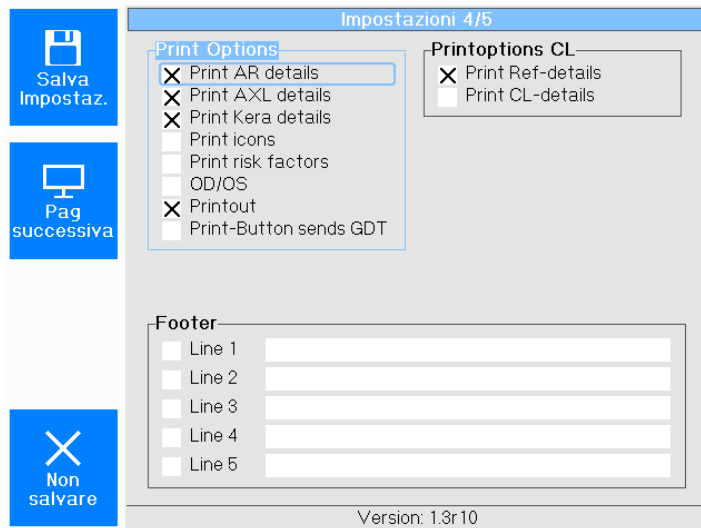 Impostazioni 4/5
Salva
Impostaz.
Pag
successiva
Non
salvare
Print Options
Print AR details
Print AXL details
Print Kera details
Print icons
Print risk factors
OD/OS
Printout
Print-Button sends GDT
Printoptions CL
Print Ref-details
Print CL-details
Footer
Line 1
Line 2
Line 3
Line 4
Line 5
Version: 1.3r10